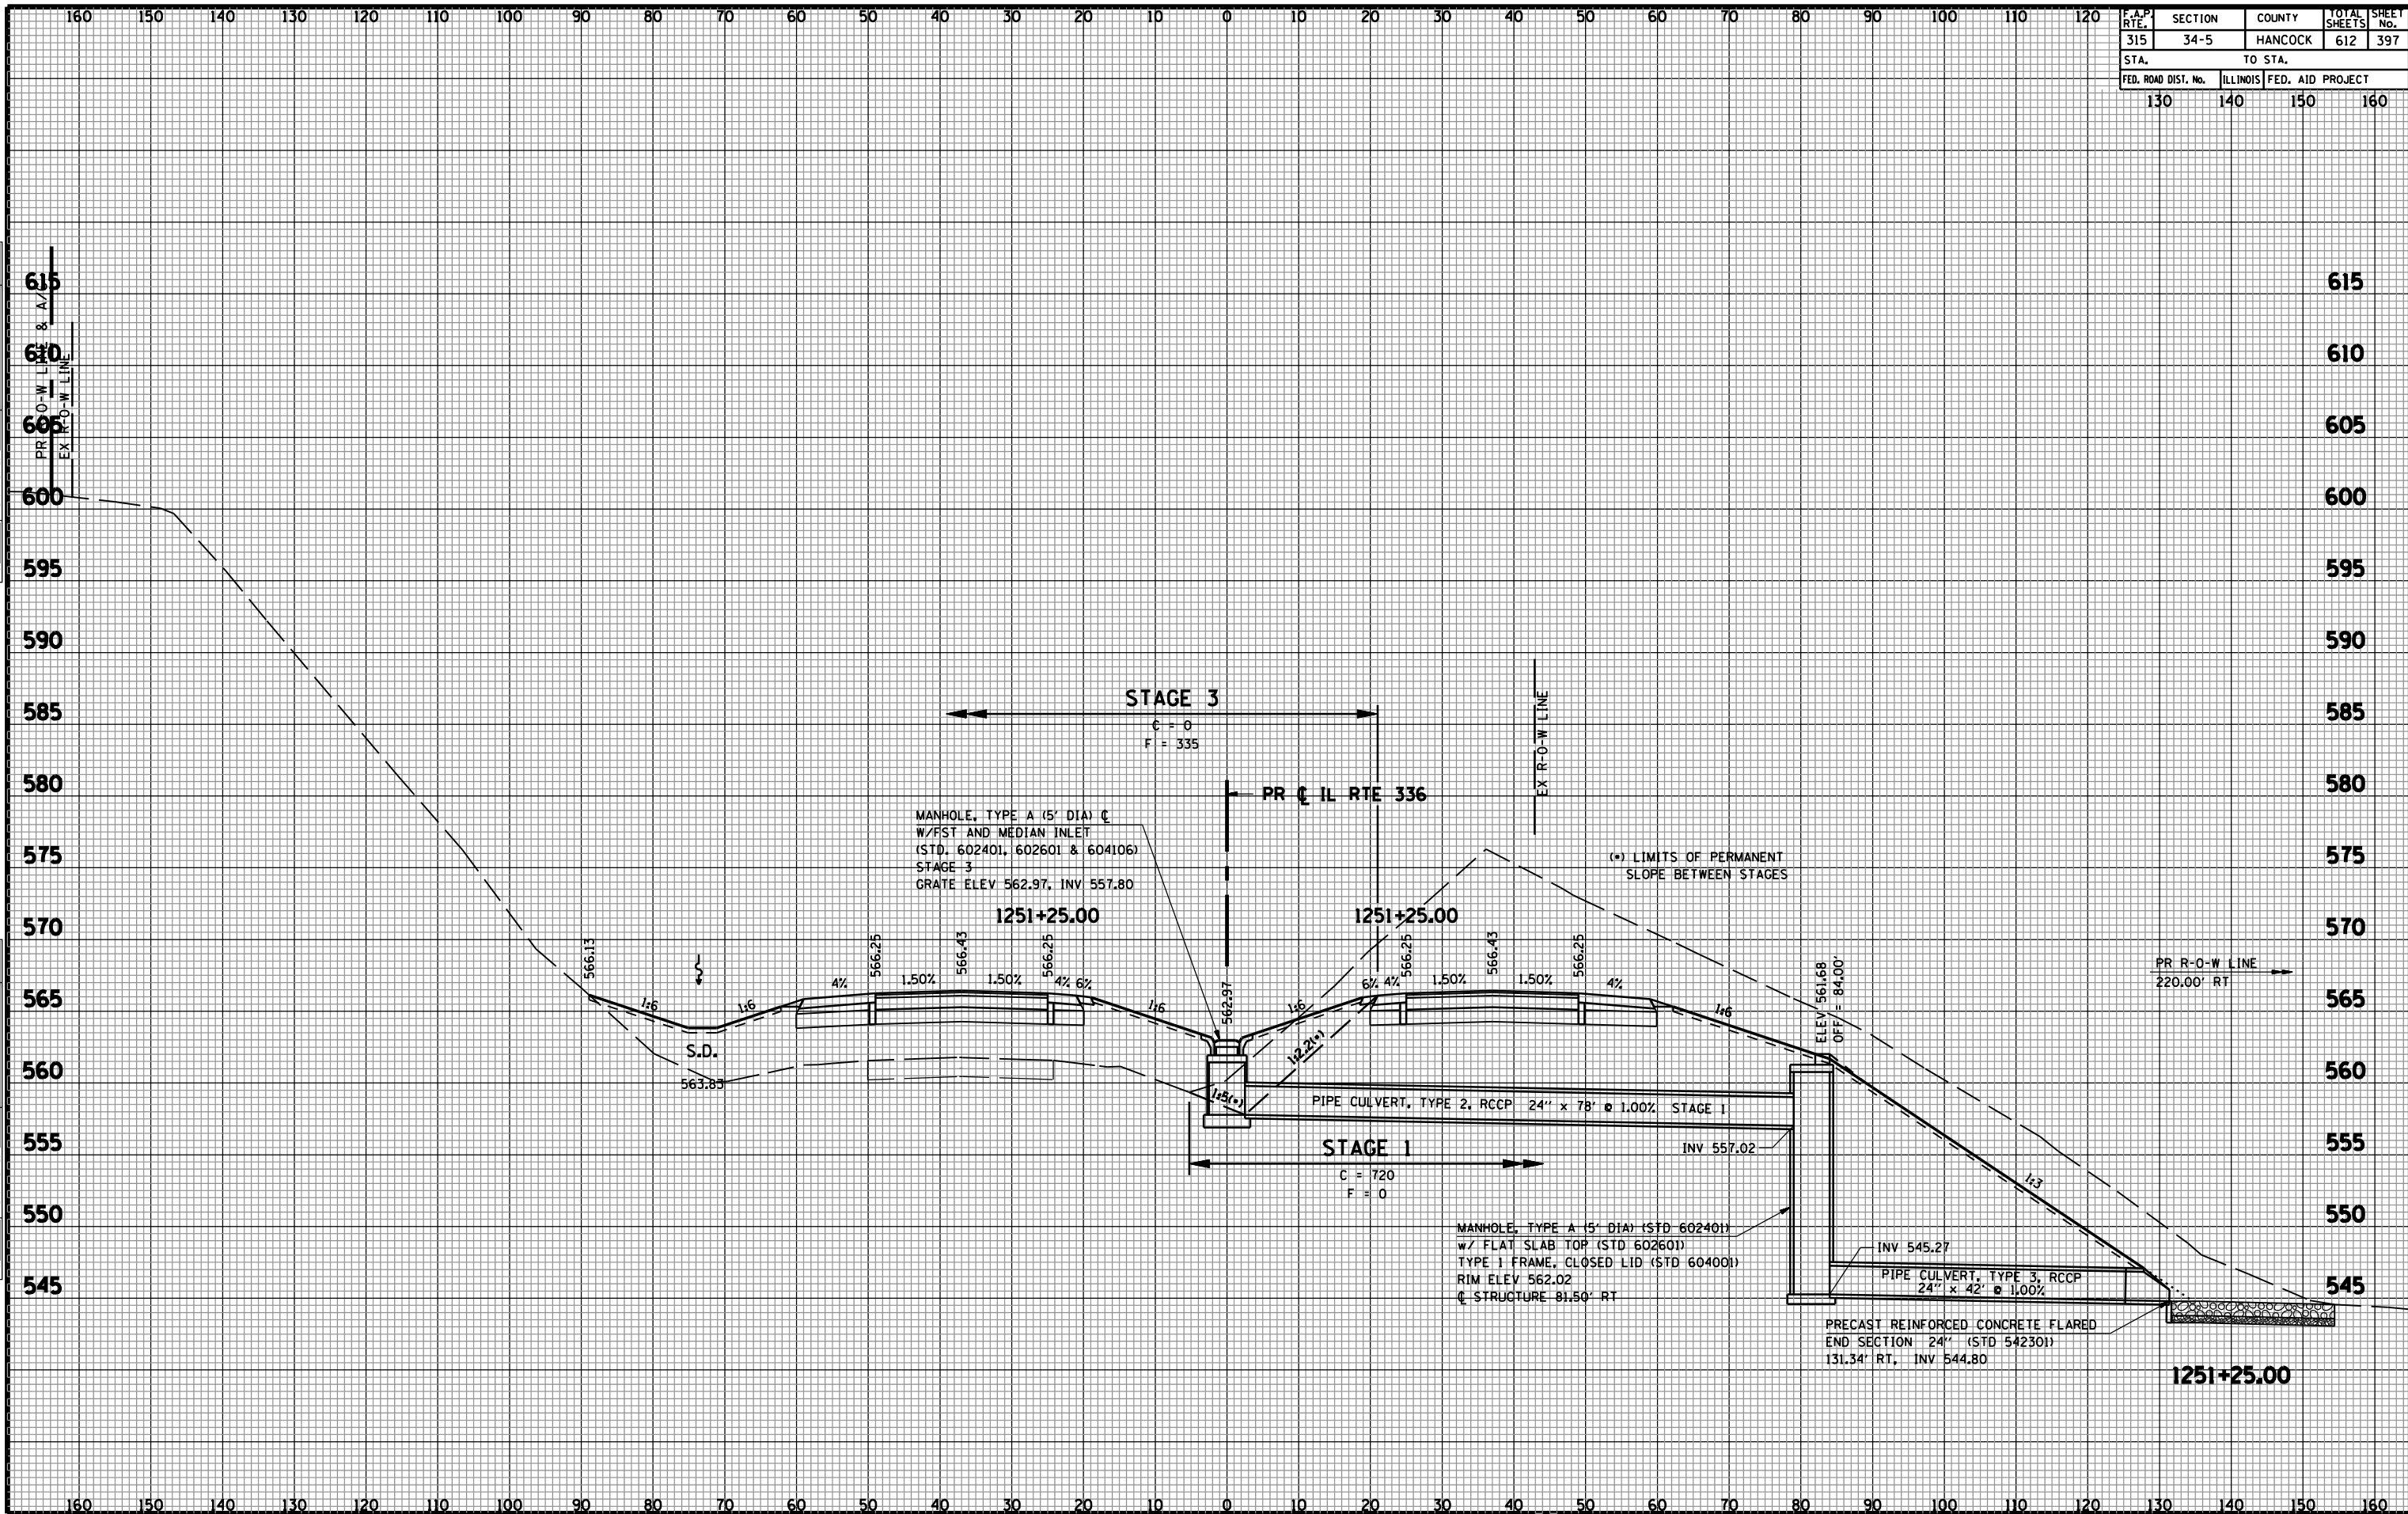 160 150 140 130 120 110 100 90 80 70 60 50 40 30 20 10 0 10 20 30 40 50 60 70 80 90 100 110 120
F.A.P. RTE. SECTION COUNTY TOTAL SHEETS SHEET No.
315 34-5 HANCOCK 612 397
STA. TO STA.
FED. ROAD DIST. No. ILLINOIS FED. AID PROJECT
130 140 150 160
615 615
610 610
605 605
600 600
595 595
590 590
585 585
580 580
575 575
570 570
565 565
560 560
555 555
550 550
545 545
PR R-O-W LINE & A/C
EX R-O-W LINE
STAGE 3
C = 0
F = 335
EX R-O-W LINE
PR ℄ IL RTE 336
MANHOLE, TYPE A (5' DIA) ℄
W/FST AND MEDIAN INLET
(STD. 602401, 602601 & 604106)
STAGE 3
GRATE ELEV 562.97, INV 557.80
(•) LIMITS OF PERMANENT
SLOPE BETWEEN STAGES
1251+25.00 1251+25.00
566.13
566.25 566.43 566.25
562.97
566.25 566.43 566.25
ELEV 561.68
OFF = 84.00'
PR R-O-W LINE
220.00' RT
4% 1.50% 1.50% 4% 6%
6% 4% 1.50% 1.50% 4%
1:6 1:6 1:6 1:6 1:6
1:2.2(•)
1:5(•)
S.D.
563.83
PIPE CULVERT, TYPE 2, RCCP 24'' x 78' @ 1.00% STAGE 1
STAGE 1
C = 720
F = 0
INV 557.02
1:3
MANHOLE, TYPE A (5' DIA) (STD 602401)
w/ FLAT SLAB TOP (STD 602601)
TYPE 1 FRAME, CLOSED LID (STD 604001)
RIM ELEV 562.02
℄ STRUCTURE 81.50' RT
INV 545.27
PIPE CULVERT, TYPE 3, RCCP
24'' x 42' @ 1.00%
PRECAST REINFORCED CONCRETE FLARED
END SECTION 24'' (STD 542301)
131.34' RT, INV 544.80
1251+25.00
160 150 140 130 120 110 100 90 80 70 60 50 40 30 20 10 0 10 20 30 40 50 60 70 80 90 100 110 120 130 140 150 160